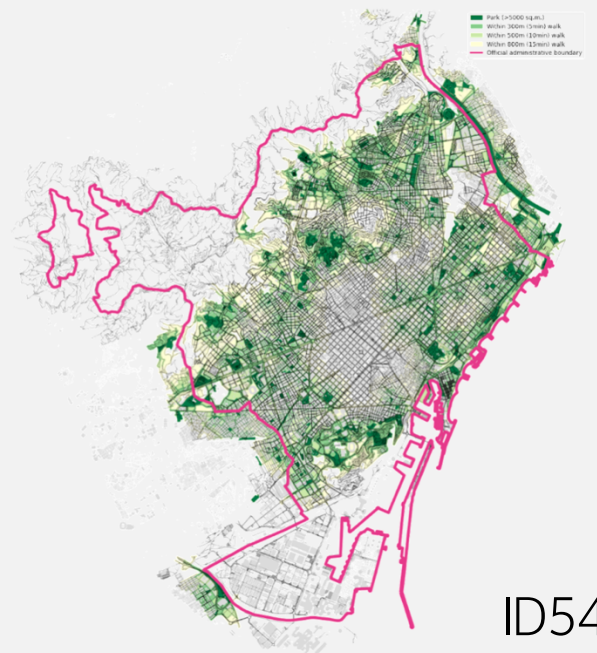 Park (>5000 sq.m.)
Within 300m (5min) walk
Within 500m (10min) walk
Within 800m (15min) walk
Official administrative boundary
ID54